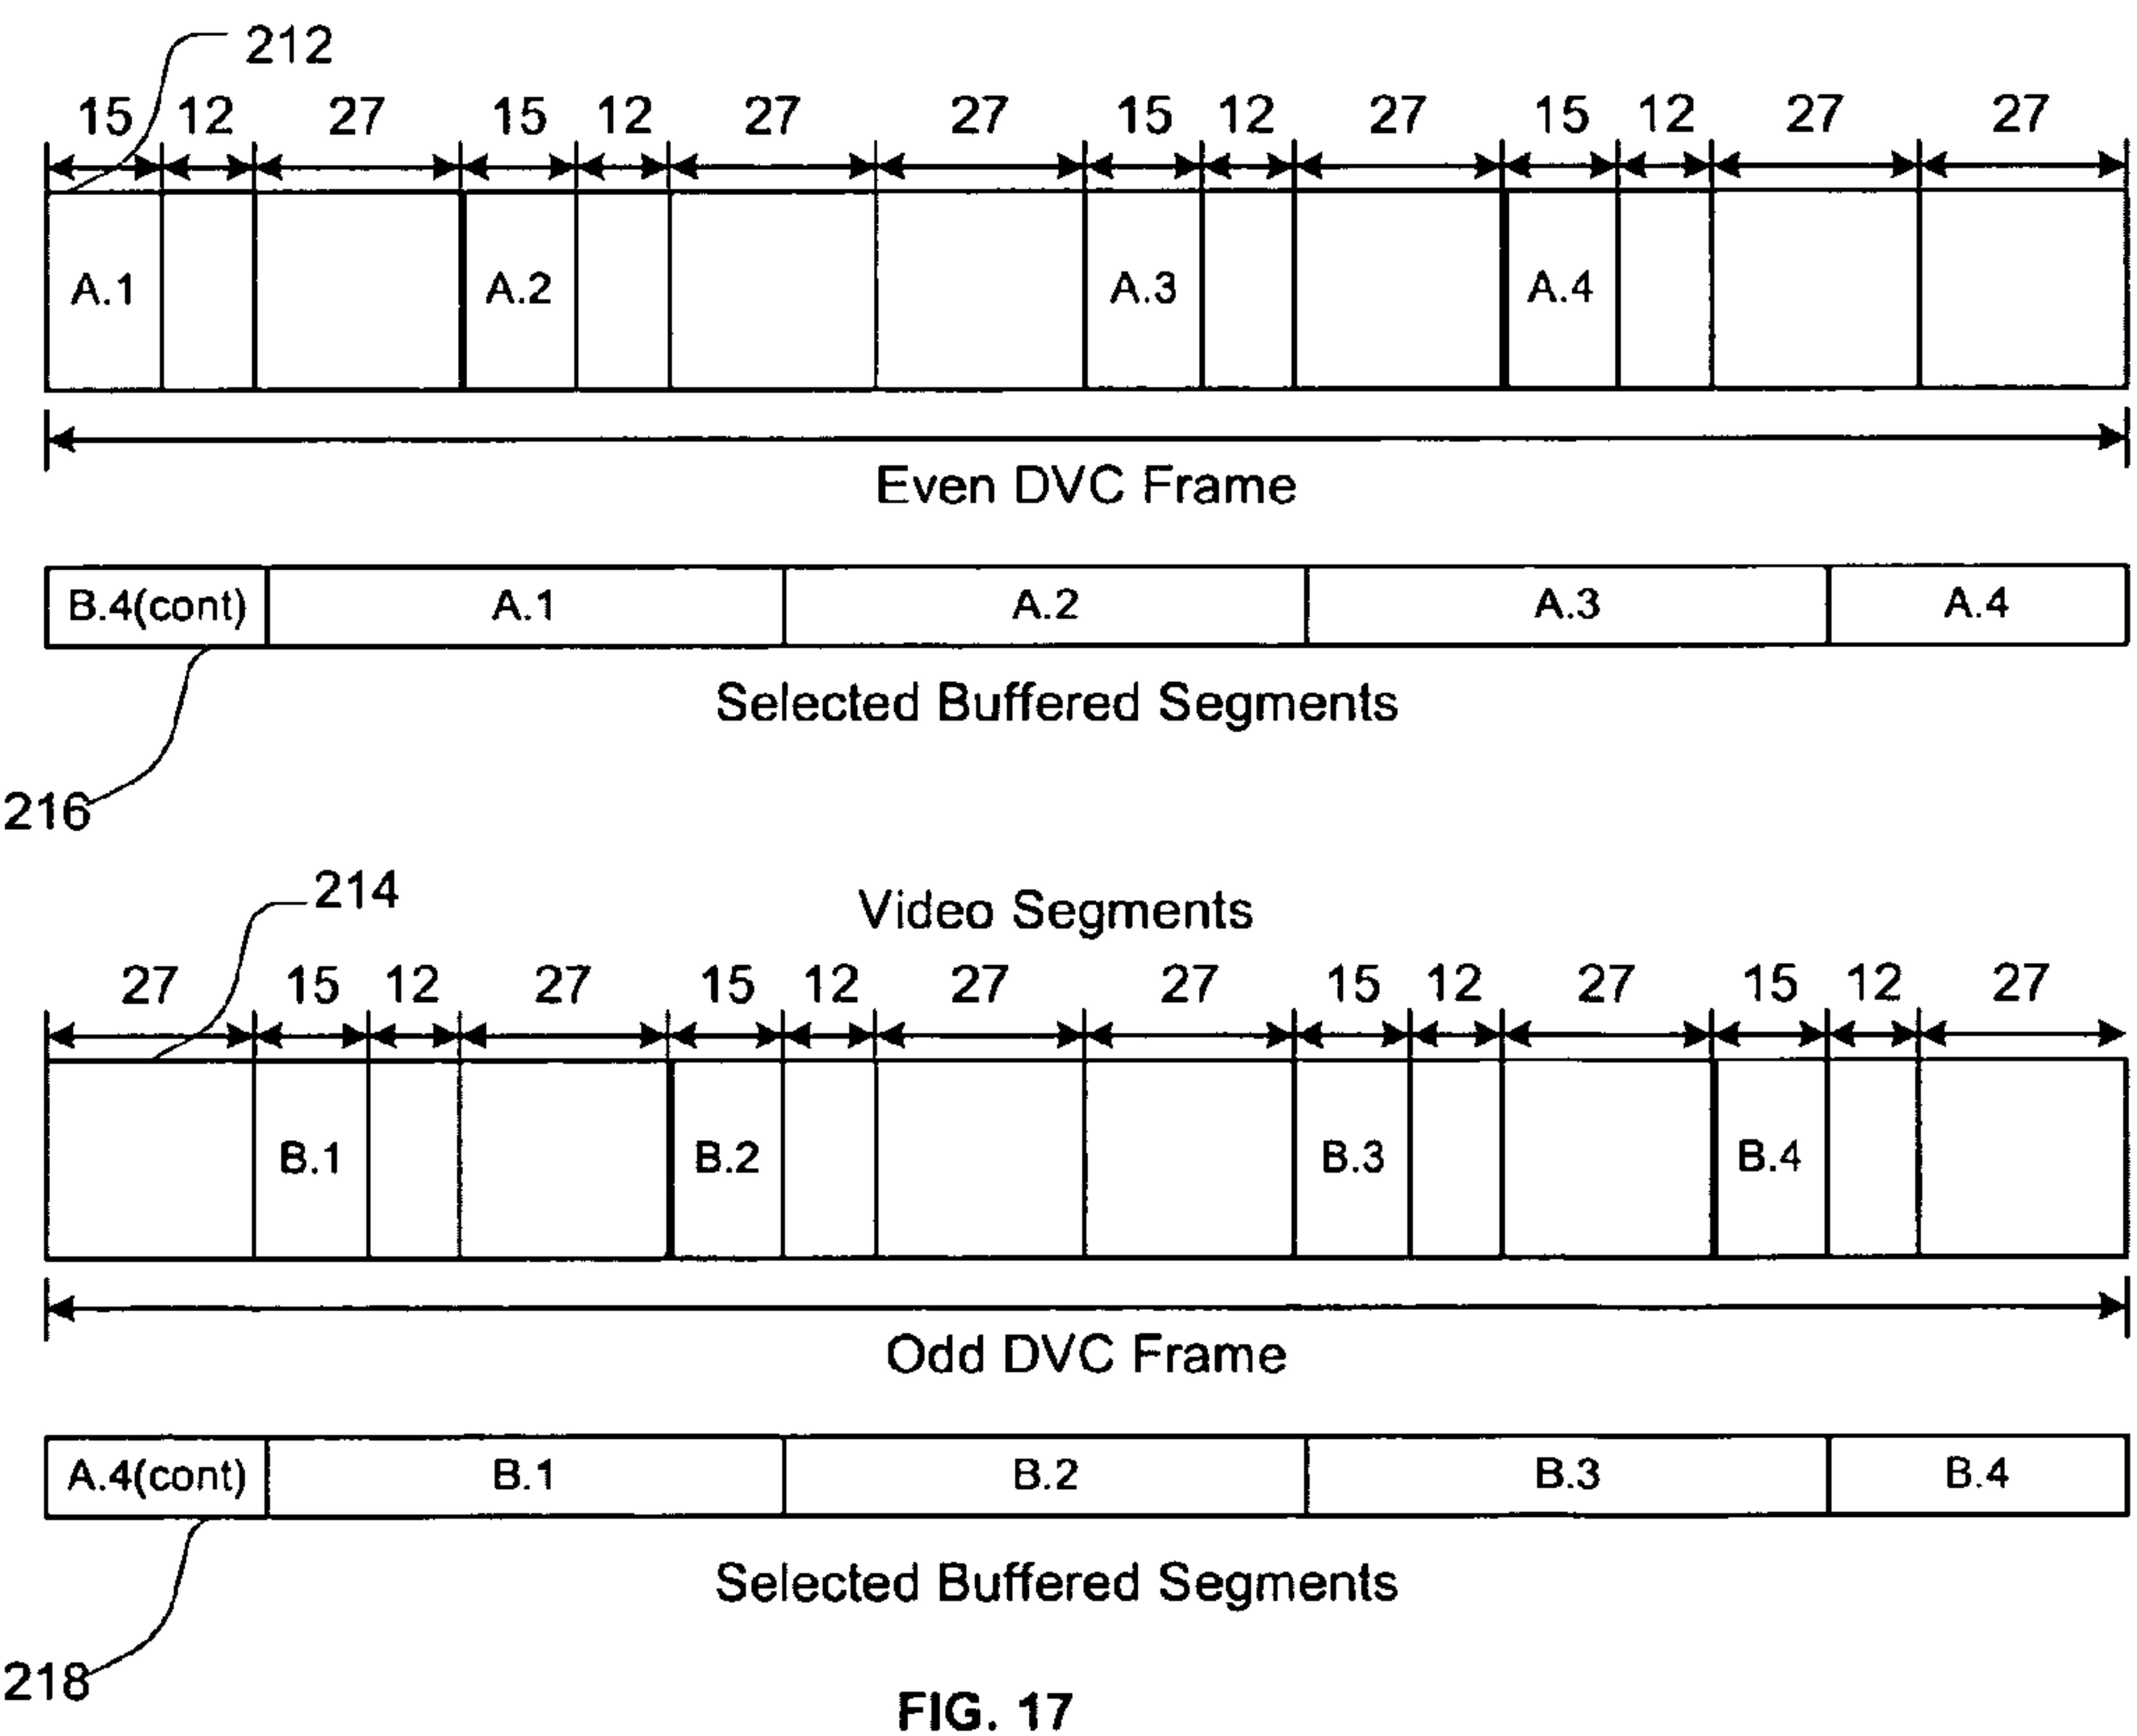 212
15 12 27 15 12 27 27 15 12 27 15 12 27 27
A.1 A.2 A.3 A.4
Even DVC Frame
B.4(cont) A.1 A.2 A.3 A.4
Selected Buffered Segments
216
214
Video Segments
27 15 12 27 15 12 27 27 15 12 27 15 12 27
B.1 B.2 B.3 B.4
Odd DVC Frame
A.4(cont) B.1 B.2 B.3 B.4
Selected Buffered Segments
218
FIG. 17